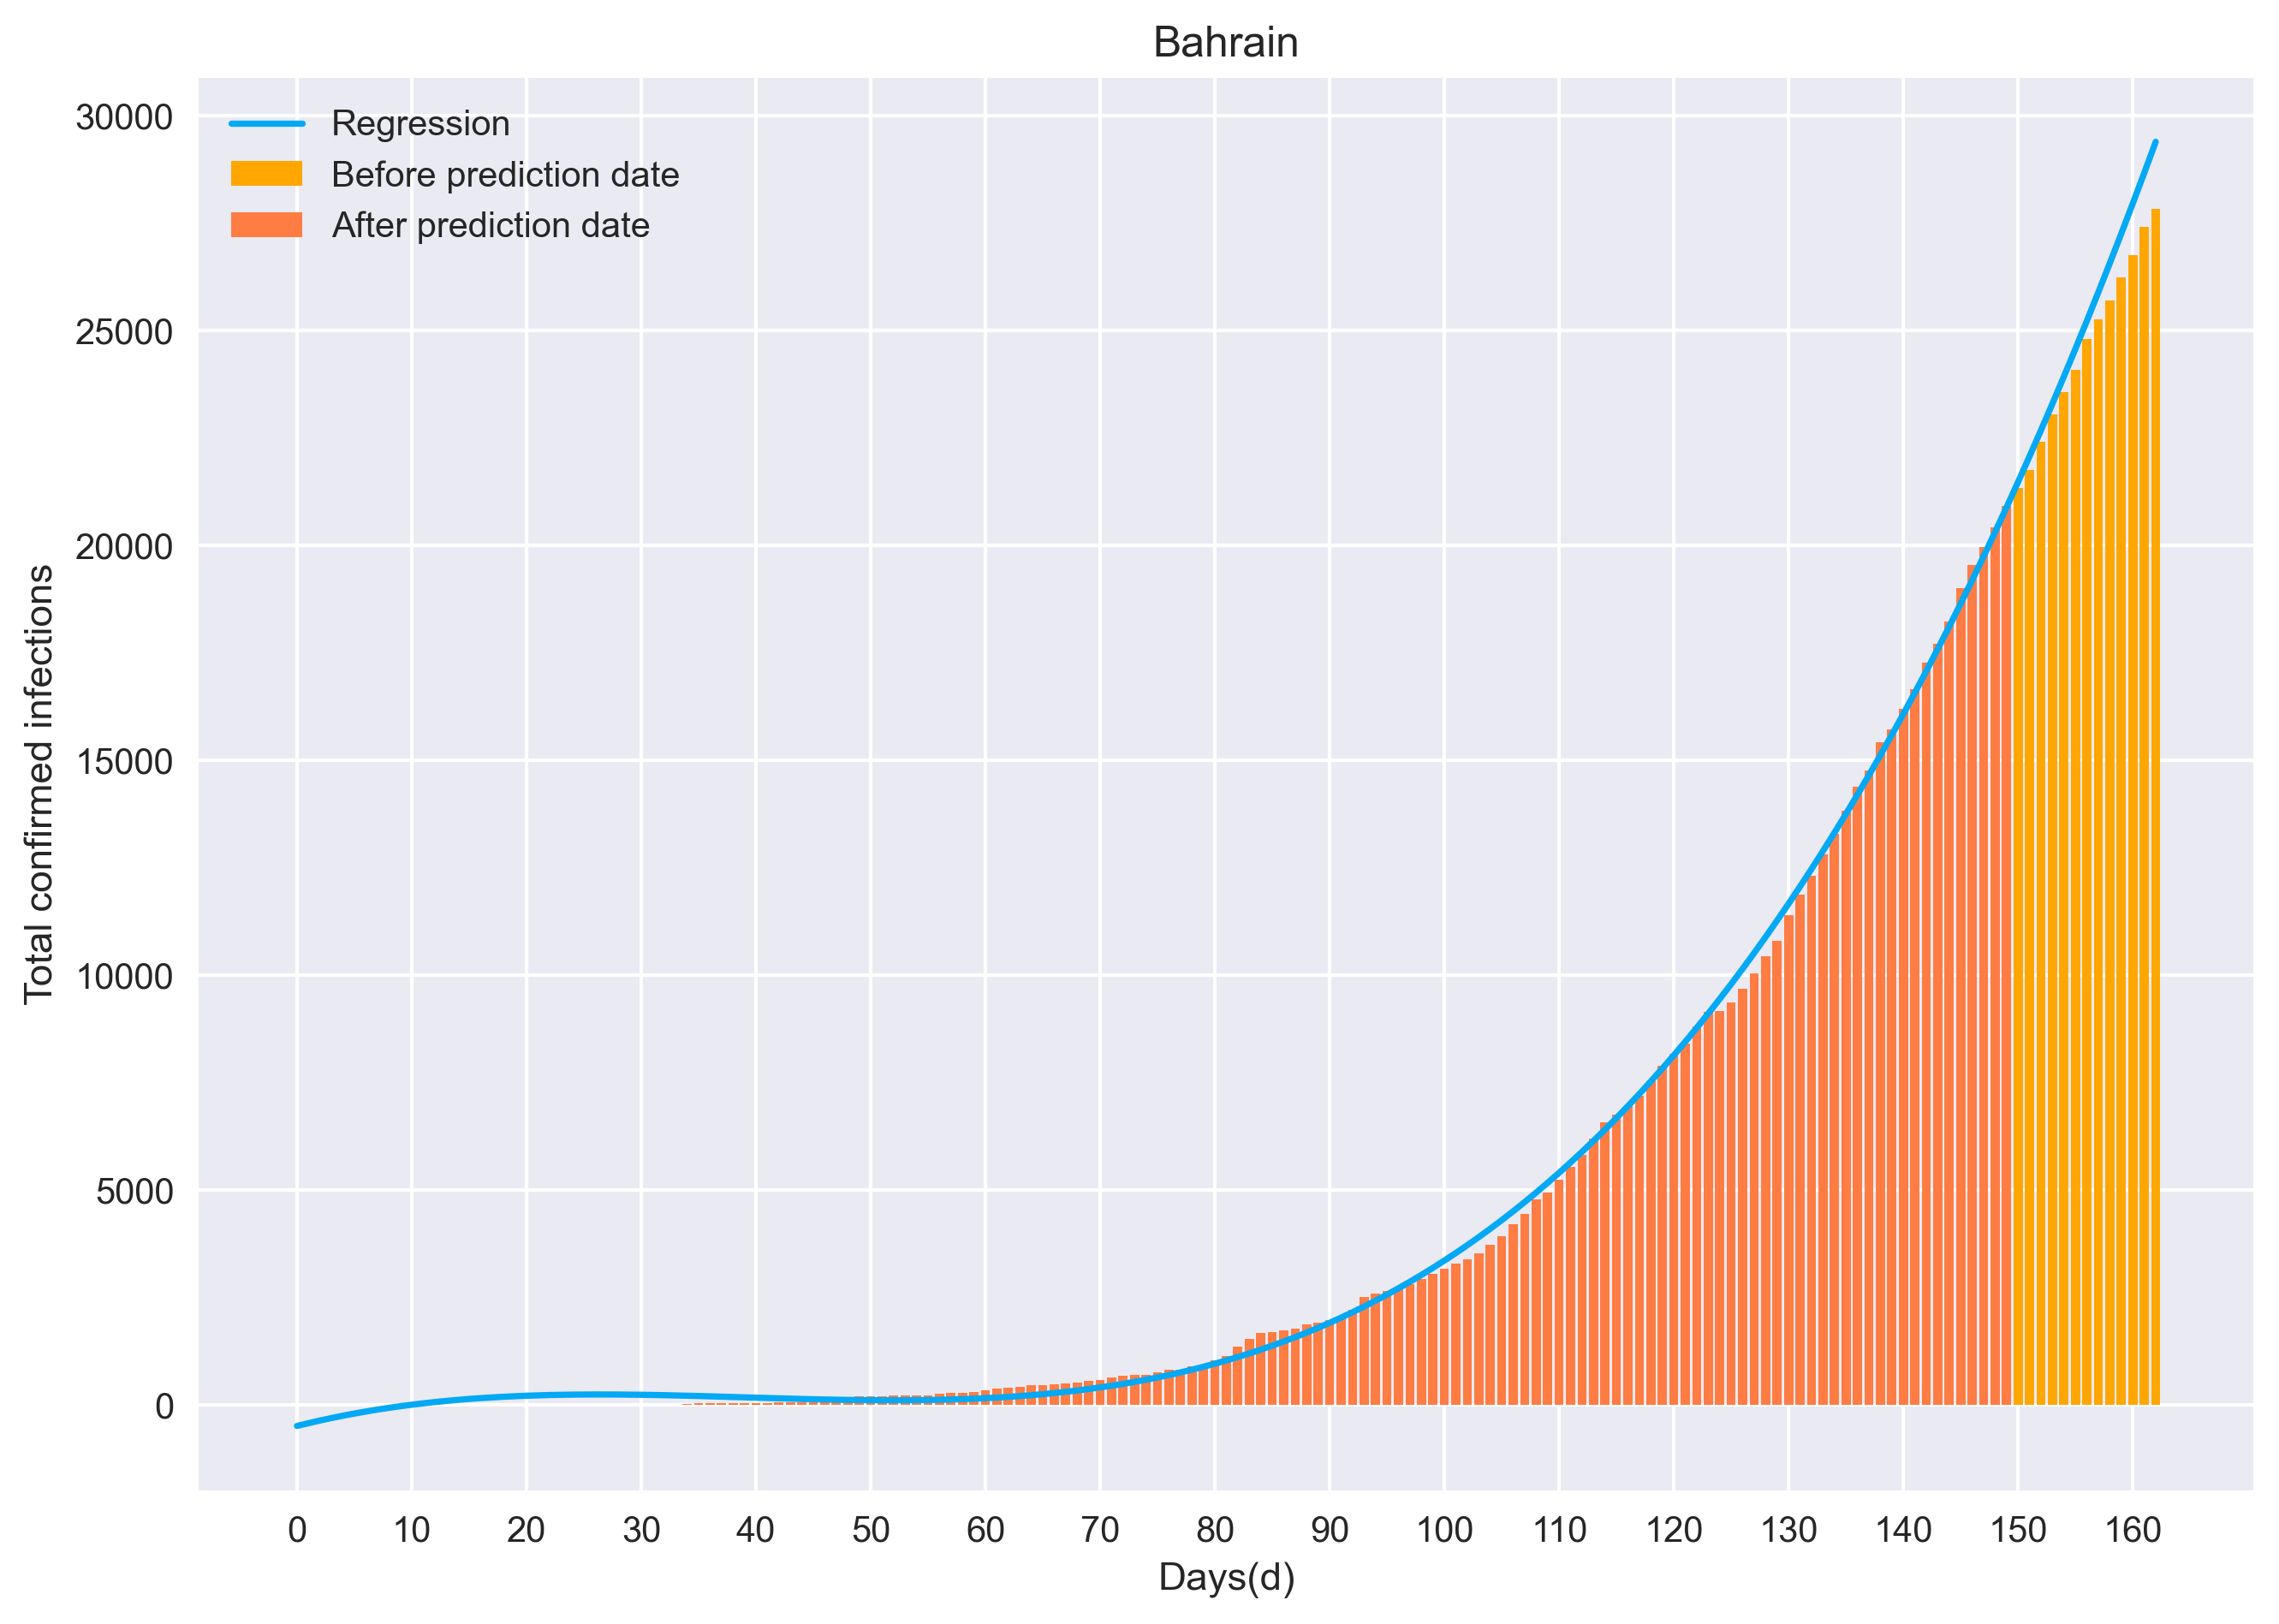 Bahrain
30000
25000
20000
15000
10000
5000
0
Total confirmed infections
Regression
Before prediction date
After prediction date
0 10 20 30 40 50 60 70 80 90 100 110 120 130 140 150 160
Days(d)